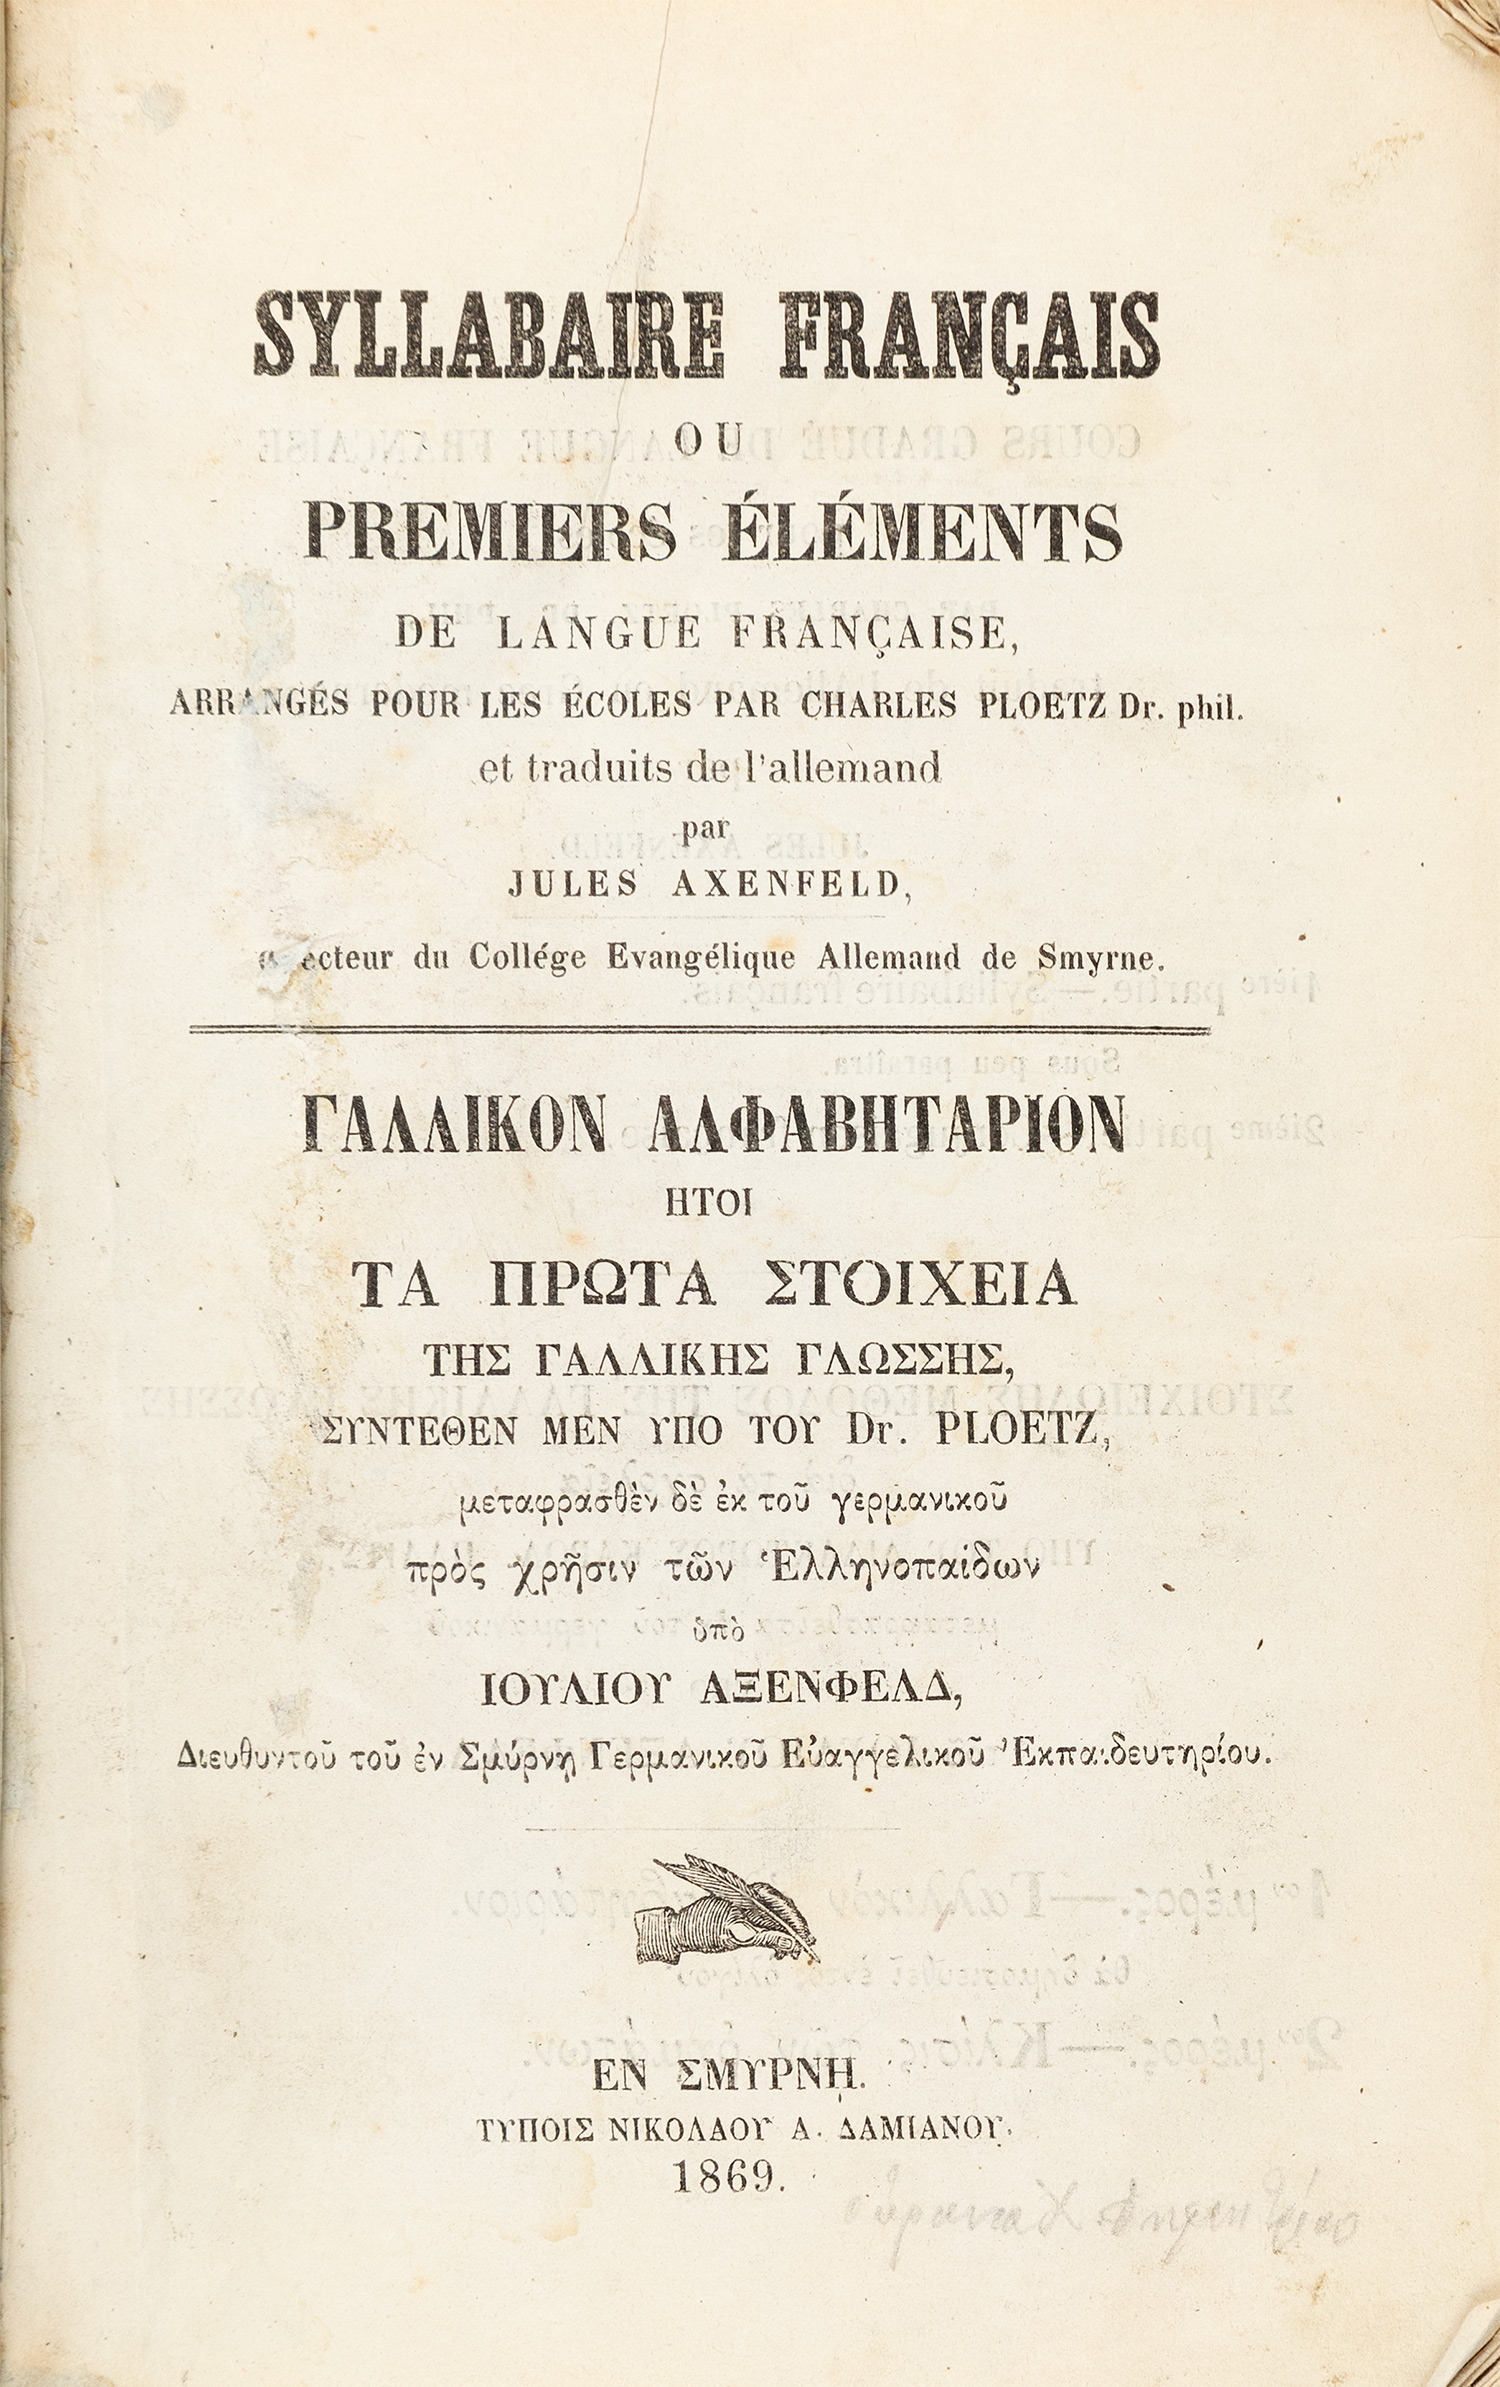 SYLLABAIRE FRANÇAIS
OU
PREMIERS ÉLÉMENTS
DE LANGUE FRANÇAISE,
ARRANGÉS POUR LES ÉCOLES PAR CHARLES PLOETZ Dr. phil.
et traduits de l'allemand
par
JULES AXENFELD,
du Collége Evangélique Allemand de Smyrne.
ΓΑΛΛΙΚΟΝ ΑΛΦΑΒΗΤΑΡΙΟΝ
ΗΤΟΙ
ΤΑ ΠΡΩΤΑ ΣΤΟΙΧΕΙΑ
ΤΗΣ ΓΑΛΛΙΚΗΣ ΓΛΩΣΣΗΣ,
ΣΥΝΤΕΘΕΝ ΜΕΝ ΥΠΟ ΤΟΥ Dr. PLOETZ,
μεταφρασθὲν δὲ ἐκ τοῦ γερμανικοῦ
πρὸς χρῆσιν τῶν Ἑλληνοπαίδων
ὑπὸ
ΙΟΥΛΙΟΥ ΑΞΕΝΦΕΛΔ,
Διευθυντοῦ τοῦ ἐν Σμύρνῃ Γερμανικοῦ Εὐαγγελικοῦ Ἐκπαιδευτηρίου.
ΕΝ ΣΜΥΡΝΗ.
ΤΥΠΟΙΣ ΝΙΚΟΛΑΟΥ Α. ΔΑΜΙΑΝΟΥ.
1869.